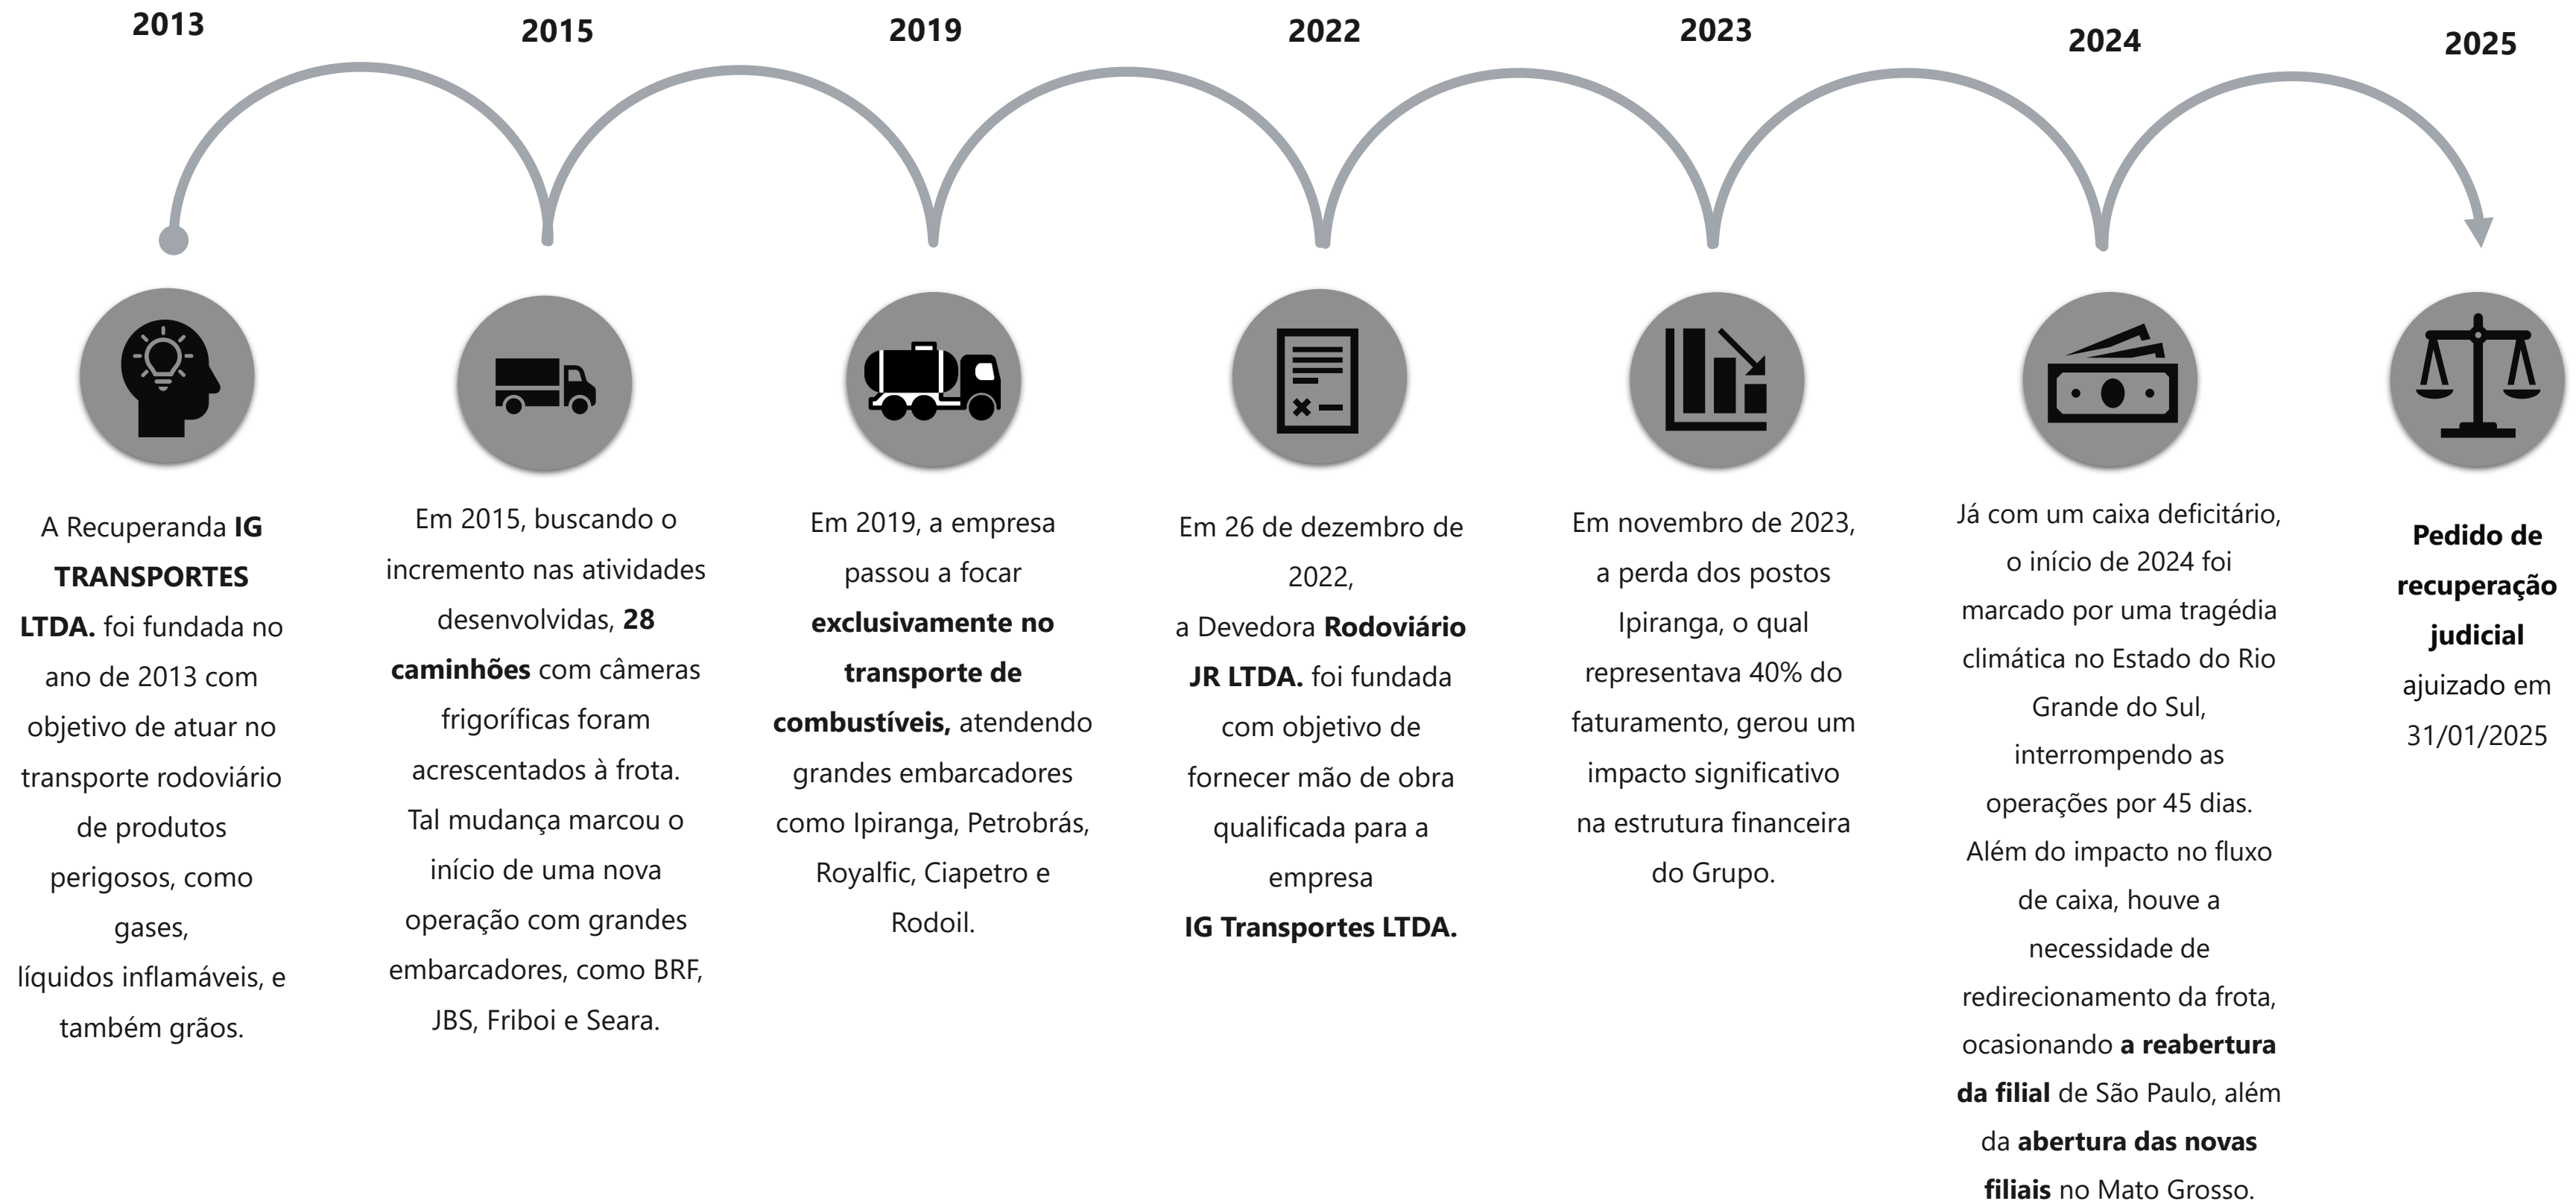 2013
A Recuperanda IG
TRANSPORTES
LTDA. foi fundada no
ano de 2013 com
objetivo de atuar no
transporte rodoviário
de produtos
perigosos, como
gases,
líquidos inflamáveis, e
também grãos.
2015
Em 2015, buscando o
incremento nas atividades
desenvolvidas, 28
caminhões com câmeras
frigoríficas foram
acrescentados à frota.
Tal mudança marcou o
início de uma nova
operação com grandes
embarcadores, como BRF,
JBS, Friboi e Seara.
2019
Em 2019, a empresa
passou a focar
exclusivamente no
transporte de
combustíveis, atendendo
grandes embarcadores
como Ipiranga, Petrobrás,
Royalfic, Ciapetro e
Rodoil.
2022
Em 26 de dezembro de
2022,
a Devedora Rodoviário
JR LTDA. foi fundada
com objetivo de
fornecer mão de obra
qualificada para a
empresa
IG Transportes LTDA.
2023
Em novembro de 2023,
a perda dos postos
Ipiranga, o qual
representava 40% do
faturamento, gerou um
impacto significativo
na estrutura financeira
do Grupo.
2024
Já com um caixa deficitário,
o início de 2024 foi
marcado por uma tragédia
climática no Estado do Rio
Grande do Sul,
interrompendo as
operações por 45 dias.
Além do impacto no fluxo
de caixa, houve a
necessidade de
redirecionamento da frota,
ocasionando a reabertura
da filial de São Paulo, além
da abertura das novas
filiais no Mato Grosso.
2025
Pedido de
recuperação
judicial
ajuizado em
31/01/2025